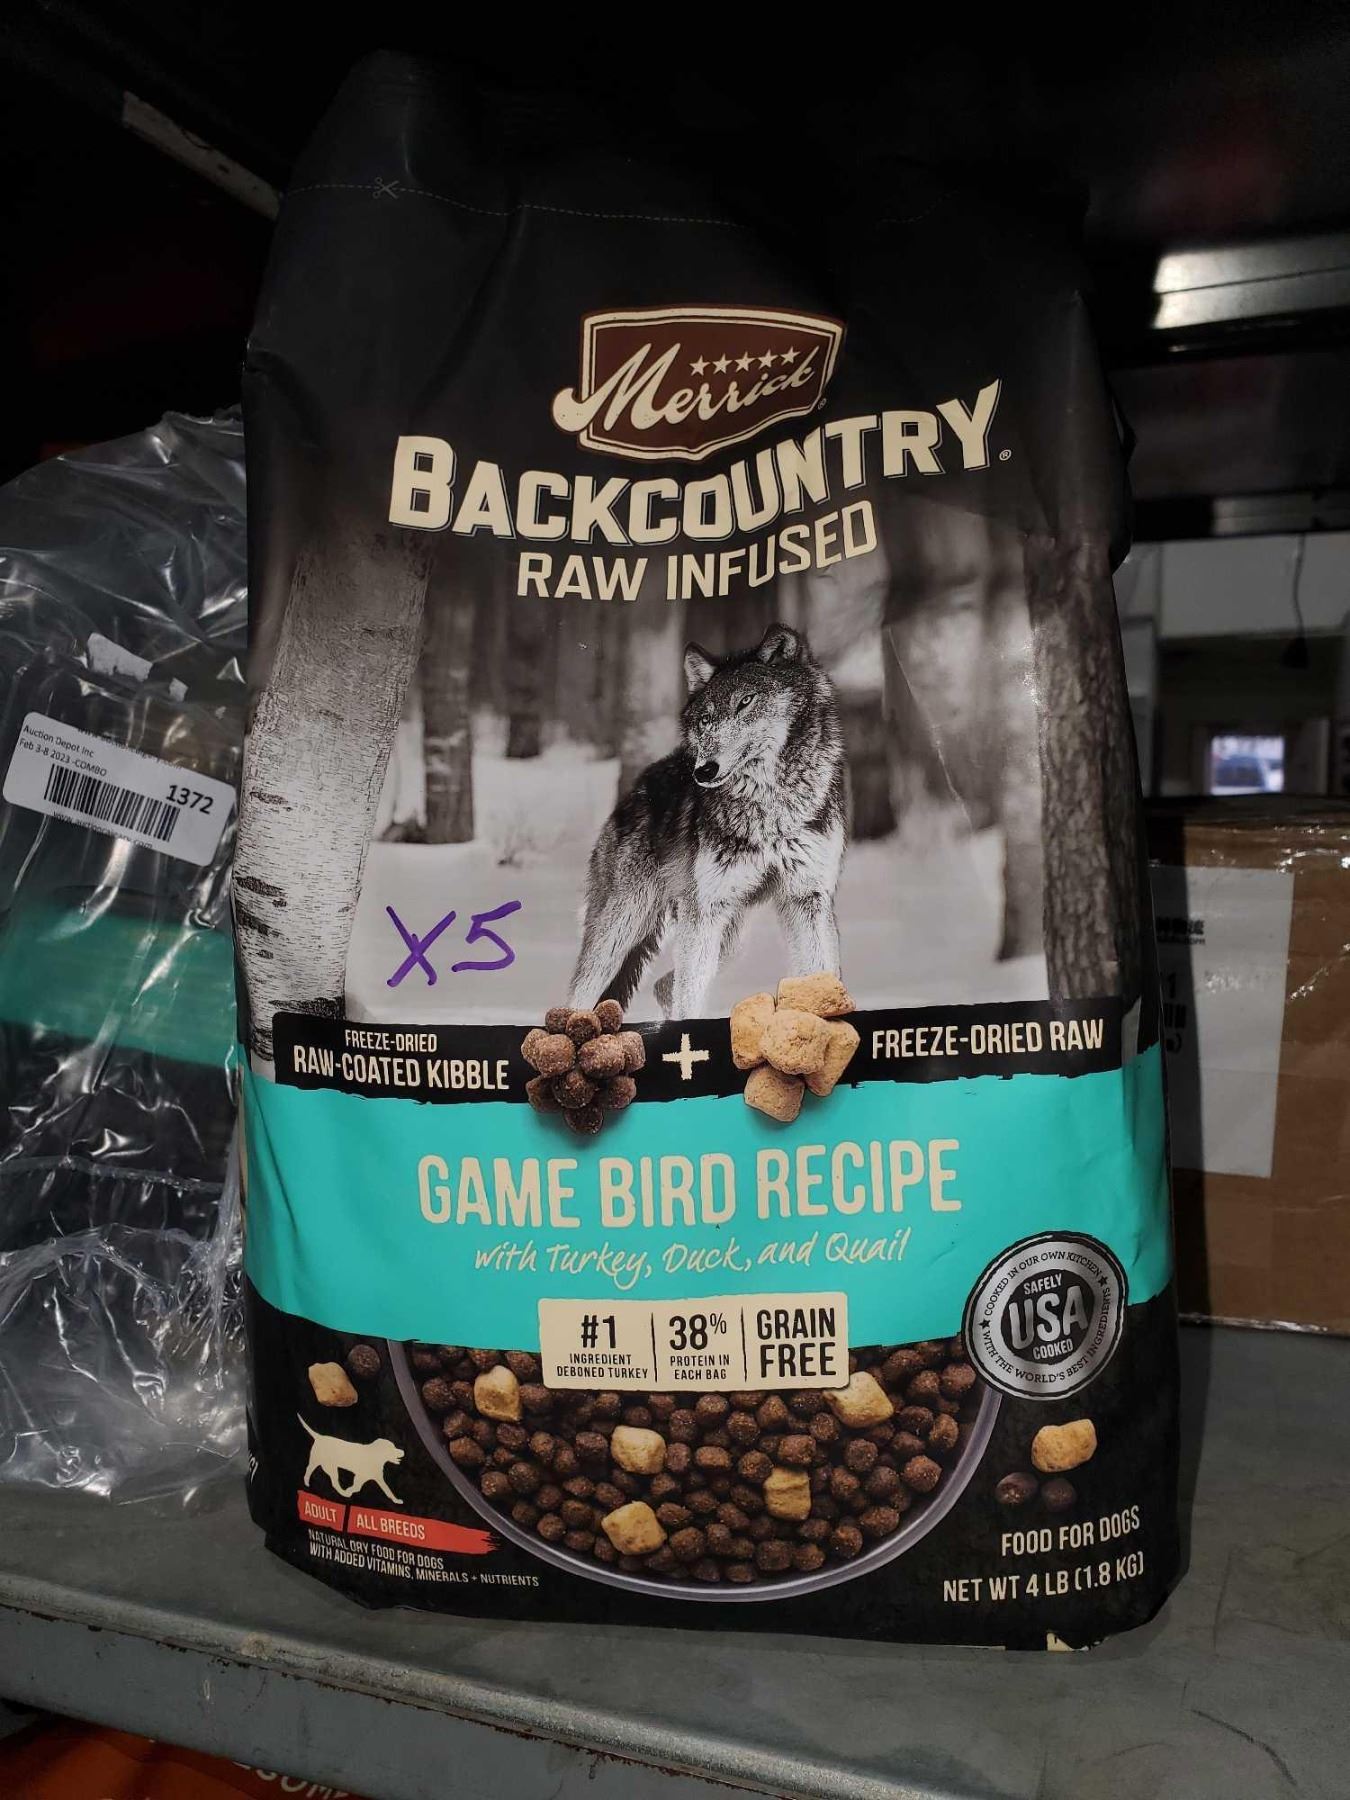 Merrick
BACKCOUNTRY®
RAW INFUSED
Auction Depot Inc
Feb 3-8 2023 -COMBO
1372
X5
FREEZE-DRIED
RAW-COATED KIBBLE
+
FREEZE-DRIED RAW
GAME BIRD RECIPE
with Turkey, Duck, and Quail
#1
INGREDIENT
DEBONED TURKEY
38%
PROTEIN IN
EACH BAG
GRAIN
FREE
COOKED IN OUR OWN KITCHEN
SAFELY
USA
COOKED
WITH THE WORLD'S BEST INGREDIENTS
ADULT ALL BREEDS
NATURAL DRY FOOD FOR DOGS
WITH ADDED VITAMINS, MINERALS + NUTRIENTS
FOOD FOR DOGS
NET WT 4 LB (1.8 KG)